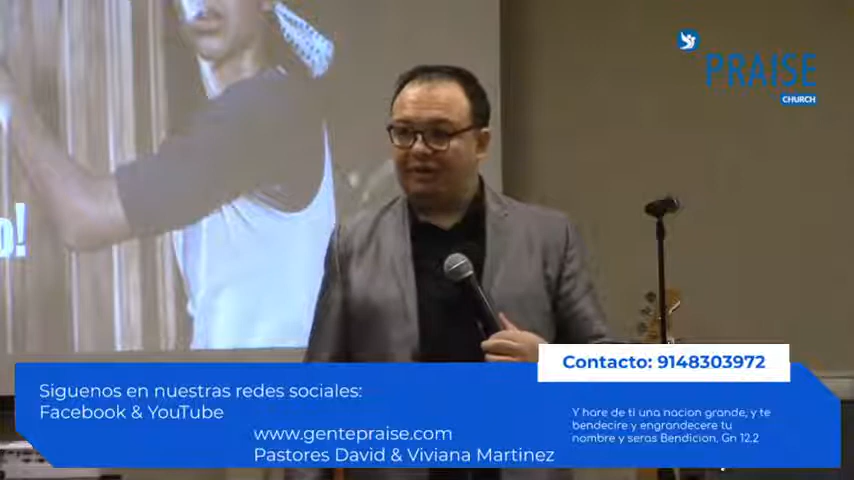 PRAISE
CHURCH
o!
Contacto: 9148303972
Siguenos en nuestras redes sociales:
Facebook & YouTube
www.gentepraise.com
Pastores David & Viviana Martinez
Y hare de ti una nacion grande, y te
bendecire y engrandecere tu
nombre y seras Bendicion, Gn 12,2